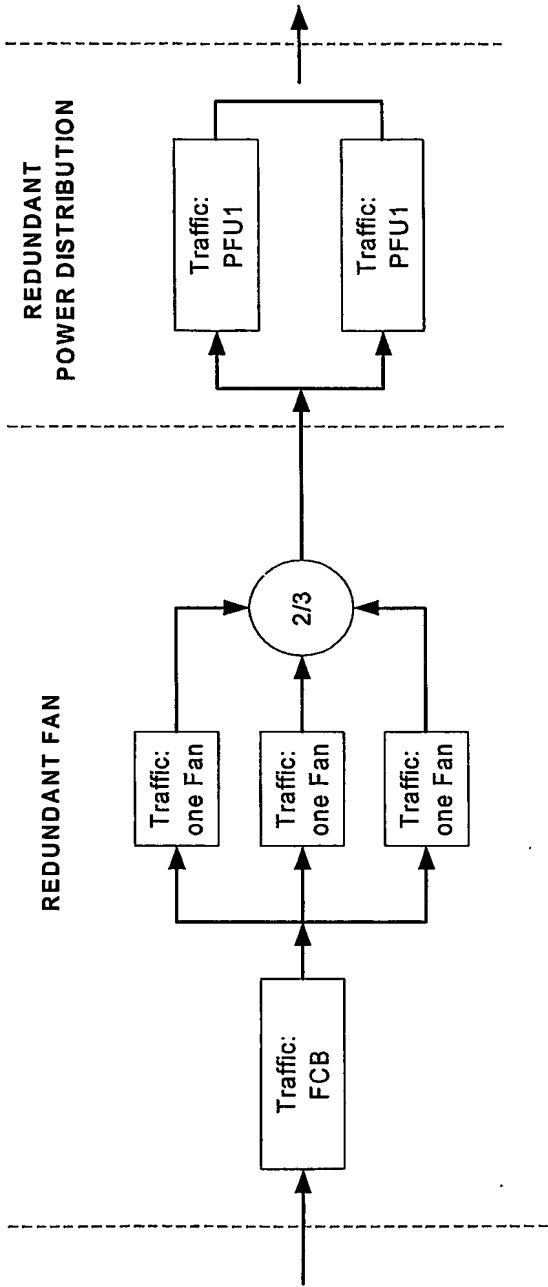 REDUNDANT FAN
Traffic:
FCB
Traffic:
one Fan
Traffic:
one Fan
Traffic:
one Fan
2/3
REDUNDANT
POWER DISTRIBUTION
Traffic:
PFU1
Traffic:
PFU1